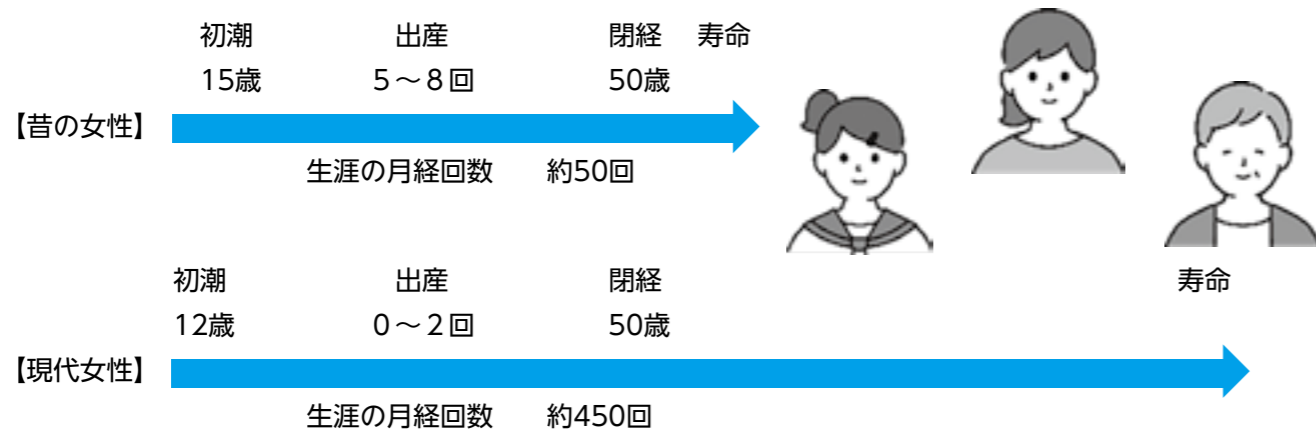 初潮 出産 閉経 寿命
15歳 5～8回 50歳
【昔の女性】
生涯の月経回数 約50回
初潮 出産 閉経 寿命
12歳 0～2回 50歳
【現代女性】
生涯の月経回数 約450回